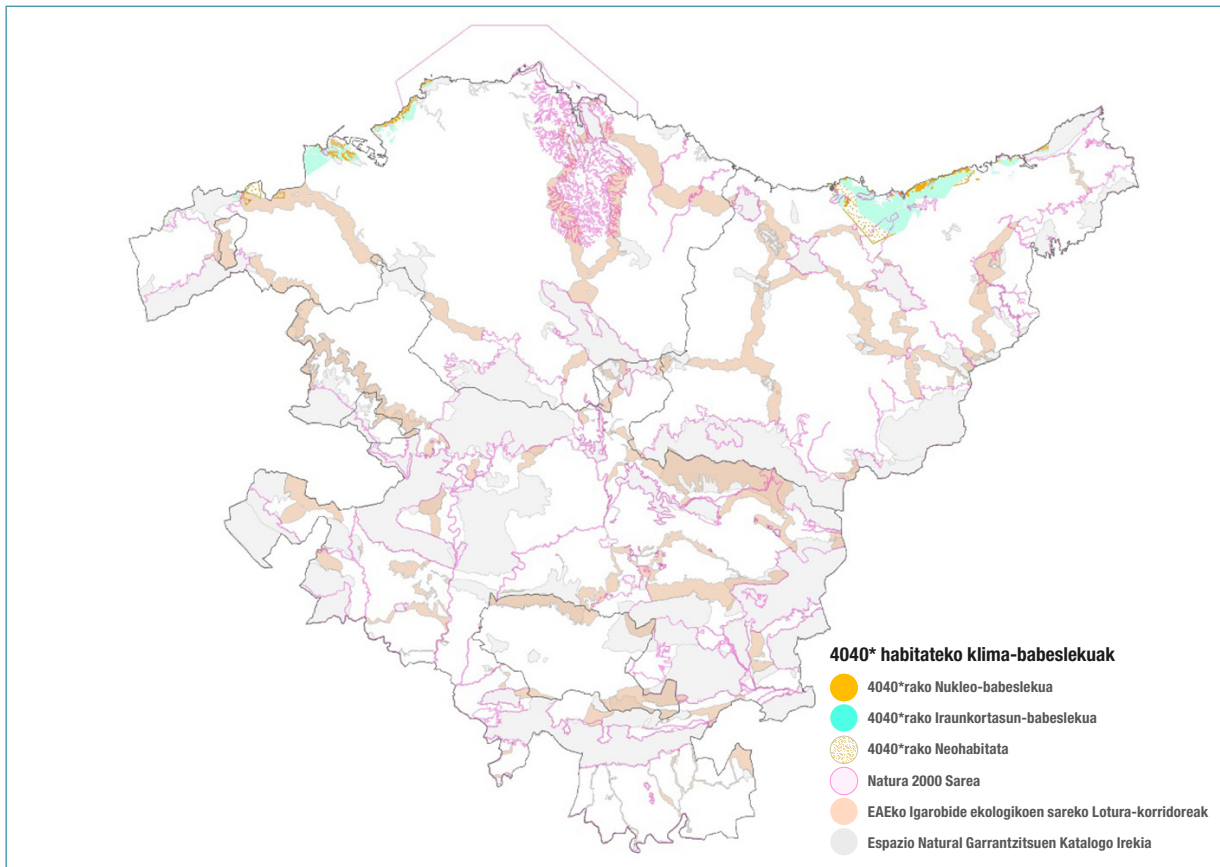 4040* habitateko klima-babeslekuak
4040*rako Nukleo-babeslekua
4040*rako Iraunkortasun-babeslekua
4040*rako Neohabitata
Natura 2000 Sarea
EAEko Igarobide ekologikoen sareko Lotura-korridoreak
Espazio Natural Garrantzitsuen Katalogo Irekia